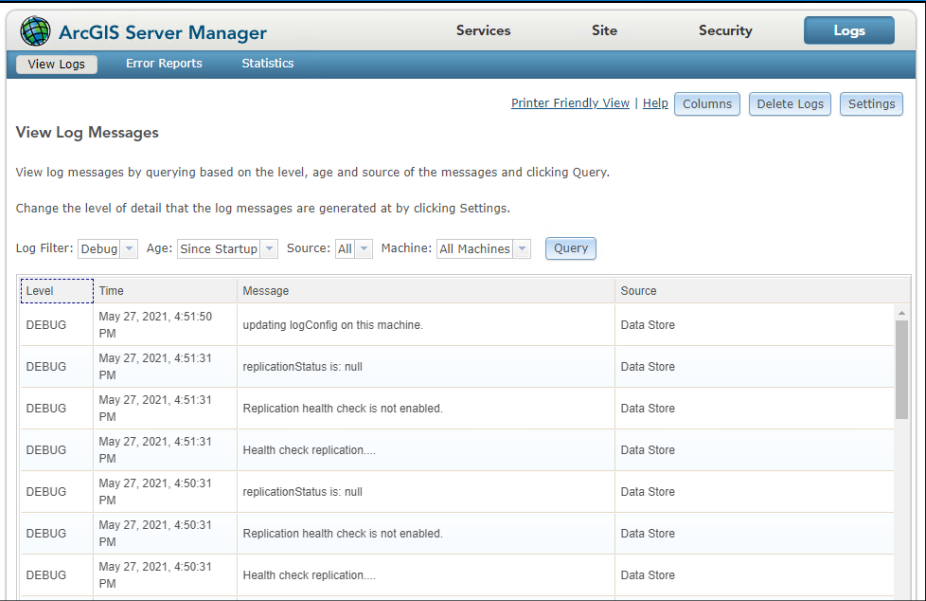 ArcGIS Server Manager Services Site Security Logs
View Logs Error Reports Statistics
Printer Friendly View | Help Columns Delete Logs Settings
View Log Messages
View log messages by querying based on the level, age and source of the messages and clicking Query.
Change the level of detail that the log messages are generated at by clicking Settings.
Log Filter: Debug Age: Since Startup Source: All Machine: All Machines Query
Level Time Message Source
DEBUG May 27, 2021, 4:51:50 PM updating logConfig on this machine. Data Store
DEBUG May 27, 2021, 4:51:31 PM replicationStatus is: null Data Store
DEBUG May 27, 2021, 4:51:31 PM Replication health check is not enabled. Data Store
DEBUG May 27, 2021, 4:51:31 PM Health check replication.... Data Store
DEBUG May 27, 2021, 4:50:31 PM replicationStatus is: null Data Store
DEBUG May 27, 2021, 4:50:31 PM Replication health check is not enabled. Data Store
DEBUG May 27, 2021, 4:50:31 PM Health check replication.... Data Store